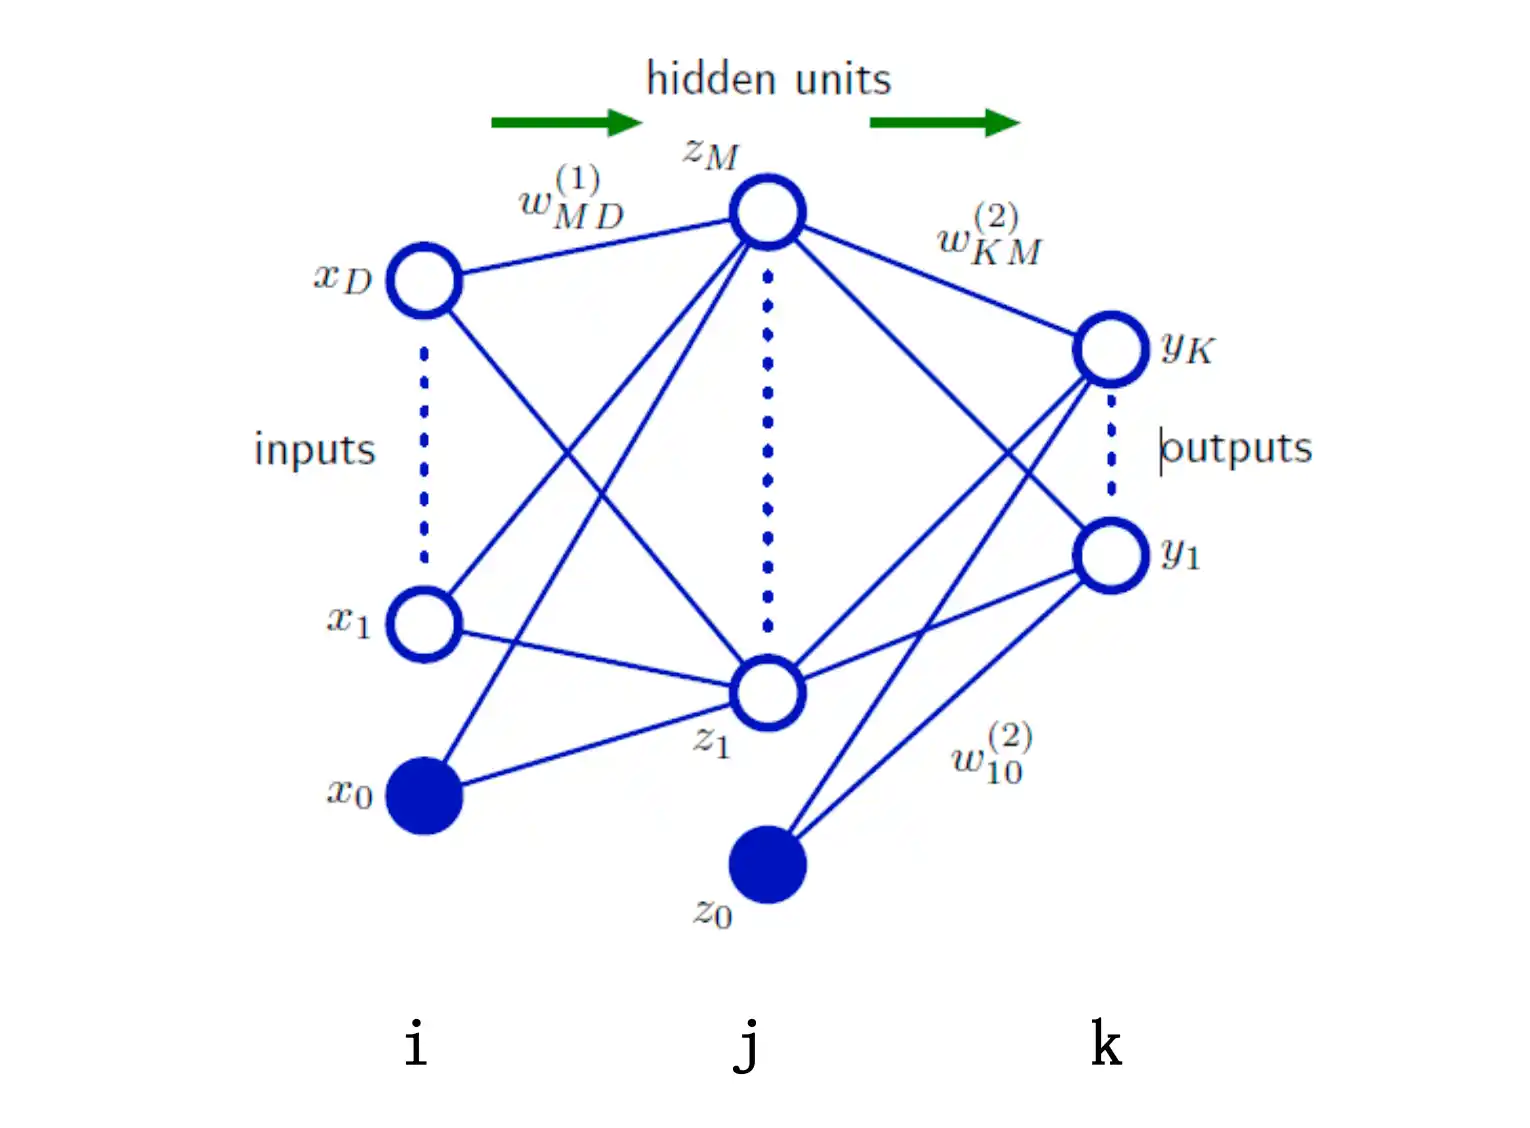 hidden units
z_M
w_{MD}^{(1)}
w_{KM}^{(2)}
x_D
y_K
inputs
outputs
y_1
x_1
z_1
w_{10}^{(2)}
x_0
z_0
i j k